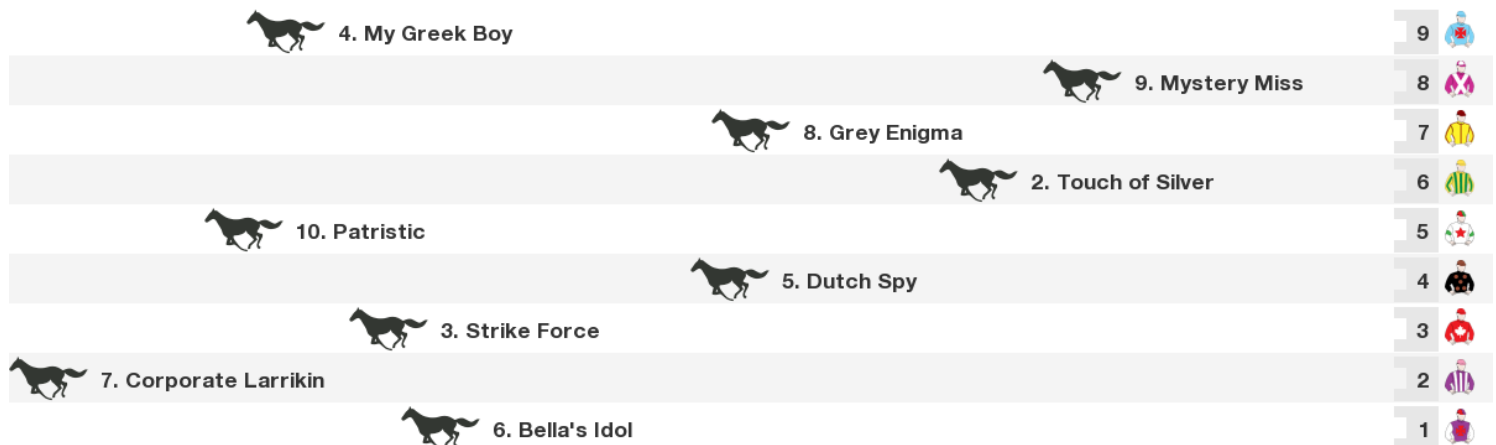 4. My Greek Boy 9
9. Mystery Miss 8
8. Grey Enigma 7
2. Touch of Silver 6
10. Patristic 5
5. Dutch Spy 4
3. Strike Force 3
7. Corporate Larrikin 2
6. Bella's Idol 1